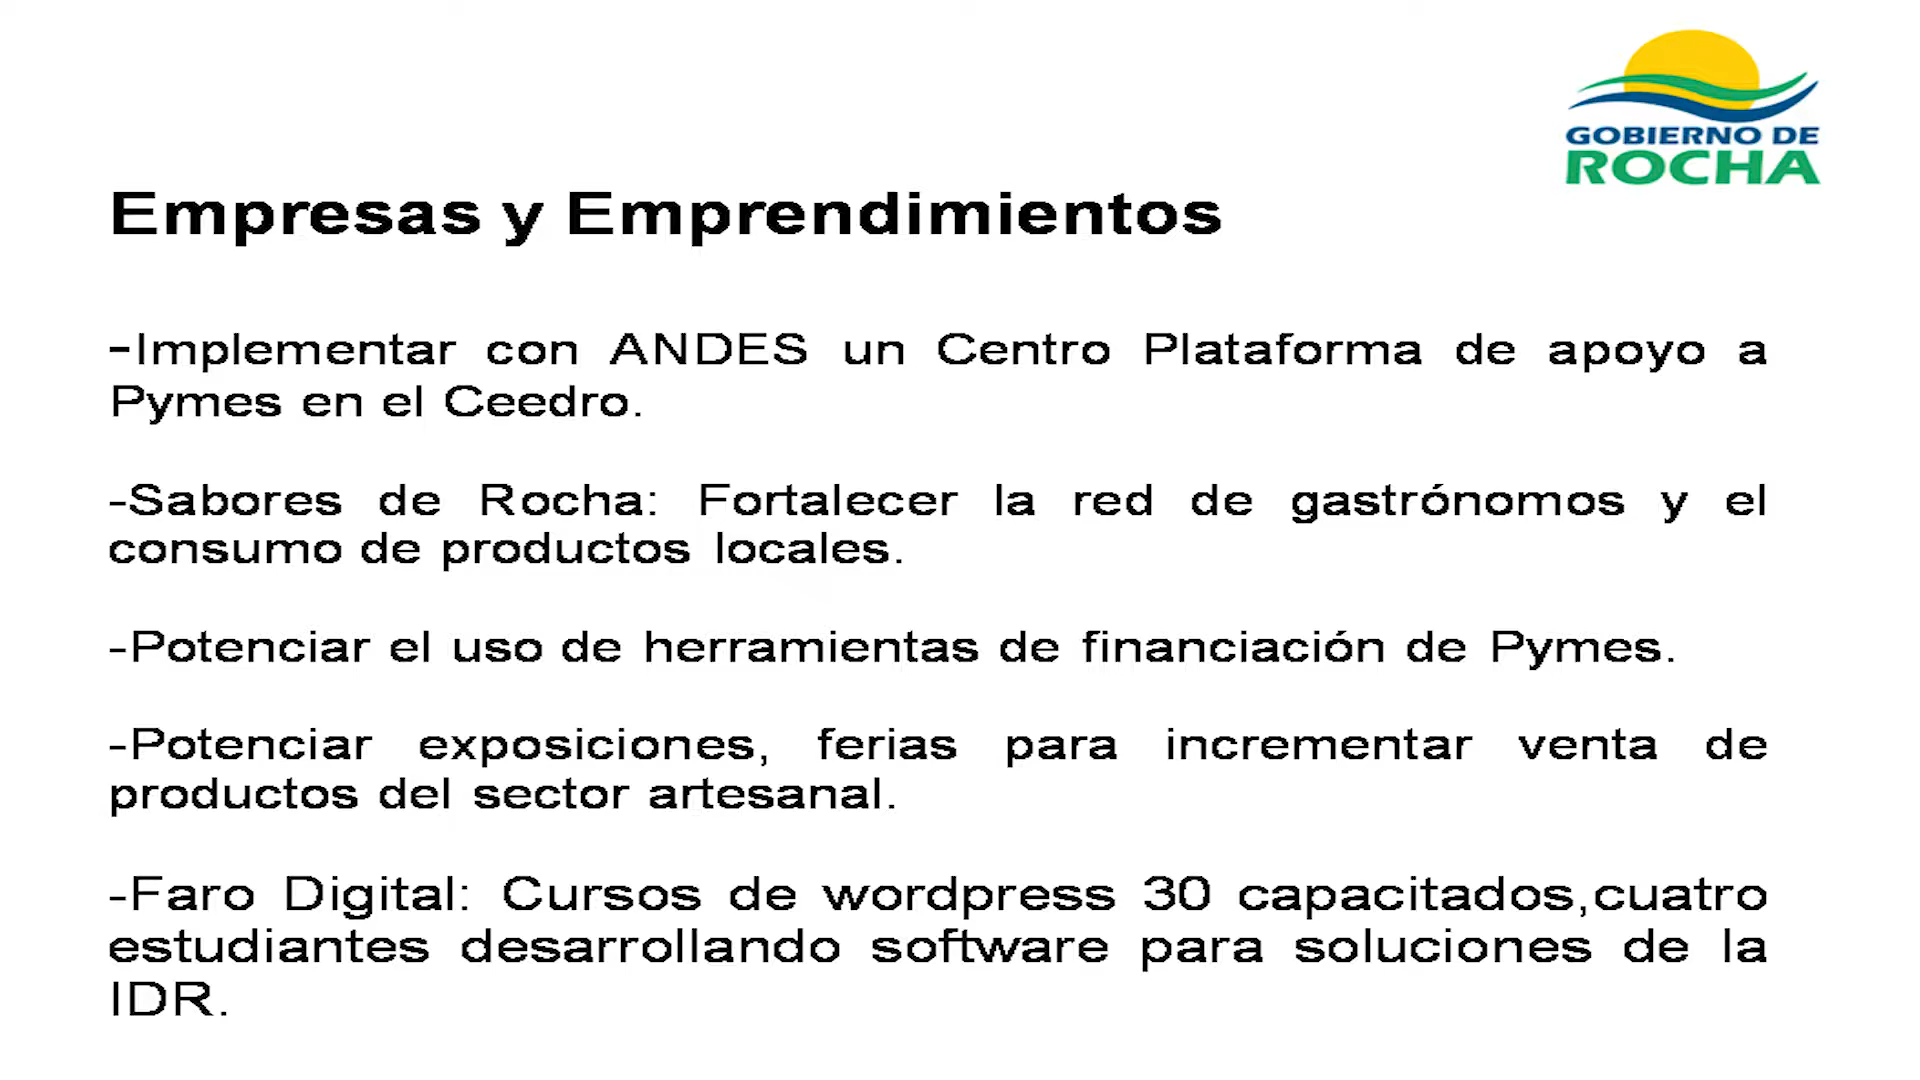 GOBIERNO DE
ROCHA
Empresas y Emprendimientos
-Implementar con ANDES un Centro Plataforma de apoyo a
Pymes en el Ceedro.
-Sabores de Rocha: Fortalecer la red de gastrónomos y el
consumo de productos locales.
-Potenciar el uso de herramientas de financiación de Pymes.
-Potenciar exposiciones, ferias para incrementar venta de
productos del sector artesanal.
-Faro Digital: Cursos de wordpress 30 capacitados,cuatro
estudiantes desarrollando software para soluciones de la
IDR.